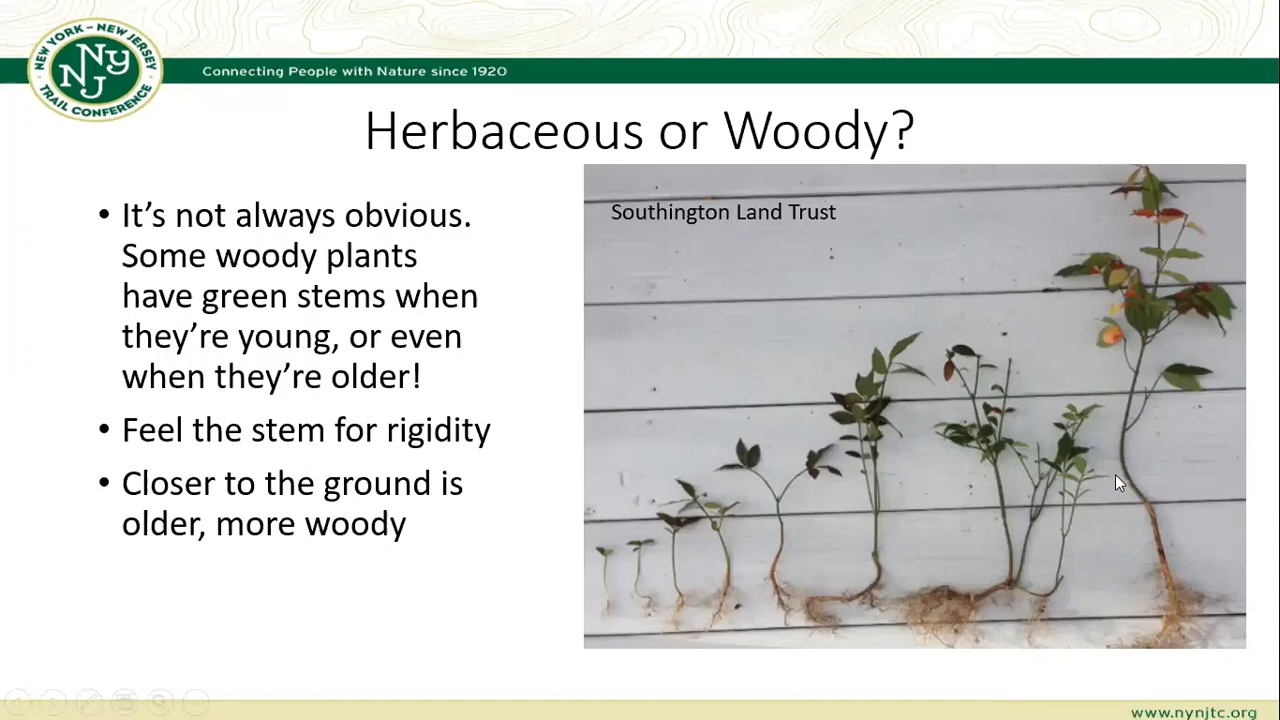 NEW YORK – NEW JERSEY
NY
NJ
TRAIL CONFERENCE
Connecting People with Nature since 1920
Herbaceous or Woody?
• It’s not always obvious.
Some woody plants
have green stems when
they’re young, or even
when they’re older!
• Feel the stem for rigidity
• Closer to the ground is
older, more woody
Southington Land Trust
www.nynjtc.org